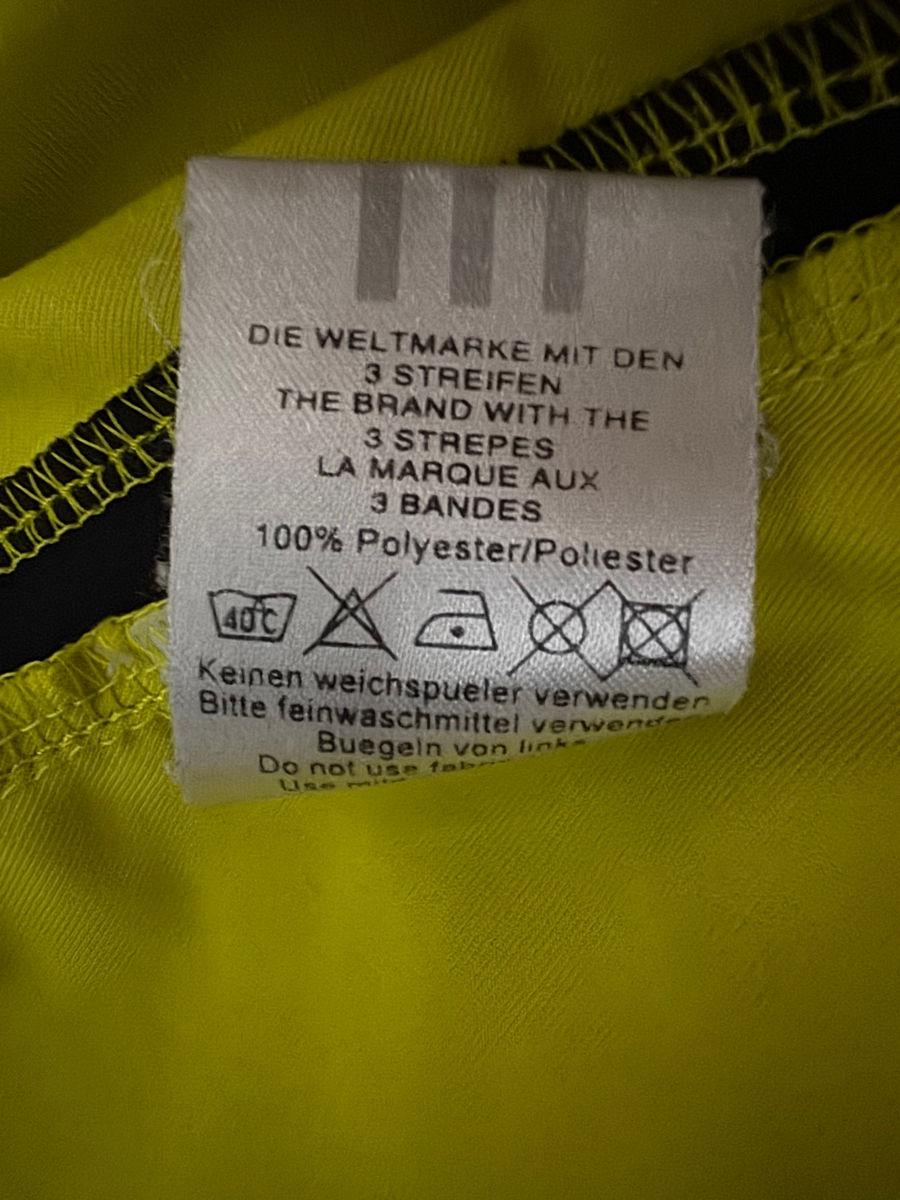 DIE WELTMARKE MIT DEN
3 STREIFEN
THE BRAND WITH THE
3 STREPES
LA MARQUE AUX
3 BANDES
100% Polyester/Poliester
40°C
Keinen weichspueler verwenden
Bitte feinwaschmittel
Buegeln von
Do not use
Use